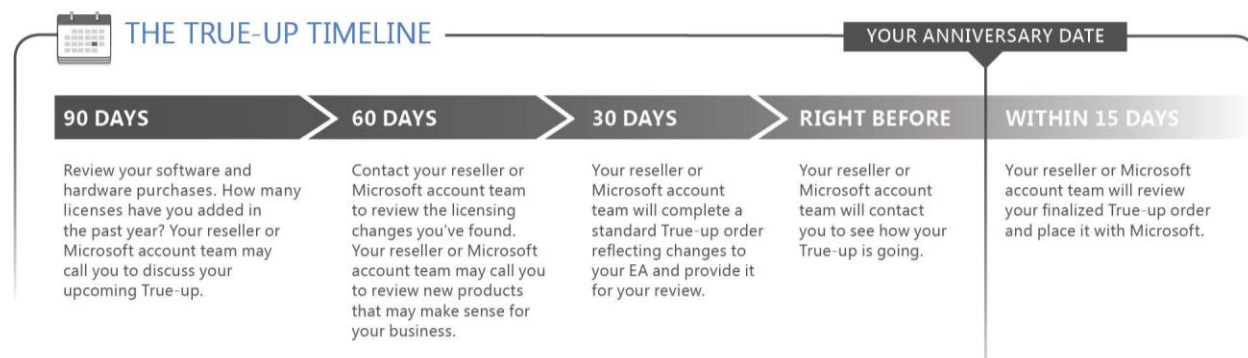 THE TRUE-UP TIMELINE
YOUR ANNIVERSARY DATE
90 DAYS
Review your software and
hardware purchases. How many
licenses have you added in
the past year? Your reseller or
Microsoft account team may
call you to discuss your
upcoming True-up.
60 DAYS
Contact your reseller or
Microsoft account team
to review the licensing
changes you've found.
Your reseller or Microsoft
account team may call you
to review new products
that may make sense for
your business.
30 DAYS
Your reseller or
Microsoft account
team will complete a
standard True-up order
reflecting changes to
your EA and provide it
for your review.
RIGHT BEFORE
Your reseller or
Microsoft account
team will contact
you to see how your
True-up is going.
WITHIN 15 DAYS
Your reseller or Microsoft
account team will review
your finalized True-up order
and place it with Microsoft.